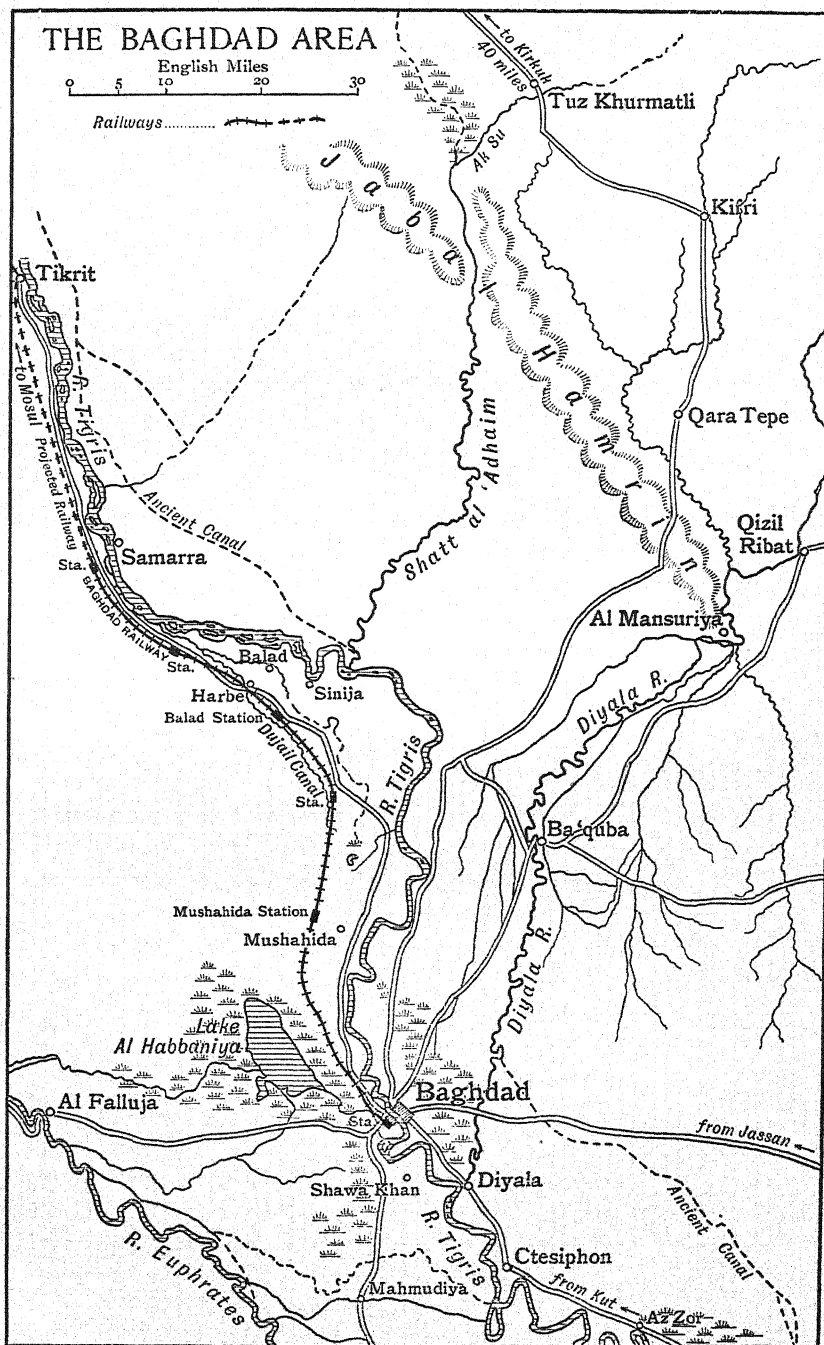 THE BAGHDAD AREA
English Miles
0 5 10 20 30
Railways
to Kirkuk
40 miles
Tuz Khurmatli
Ak Su
Jabal Hamrin
Kifri
Tikrit
to Mosul
Projected Railway
R. Tigris
Qara Tepe
Shatt al 'Adhaim
Ancient Canal
Qizil
Ribat
Samarra
Sta.
BAGHDAD RAILWAY
Al Mansuriya
Sta.
Balad
Sinija
Harbe
Balad Station
Diyala R.
Dujail Canal
R. Tigris
Sta.
Ba'quba
Mushahida Station
Mushahida
Diyala R.
Lake
Al Habbaniya
Baghdad
Al Falluja
Sta.
from Jassan
Shawa Khan
Diyala
R. Tigris
Ancient Canal
R. Euphrates
Ctesiphon
Mahmudiya
from Kut
Az Zor